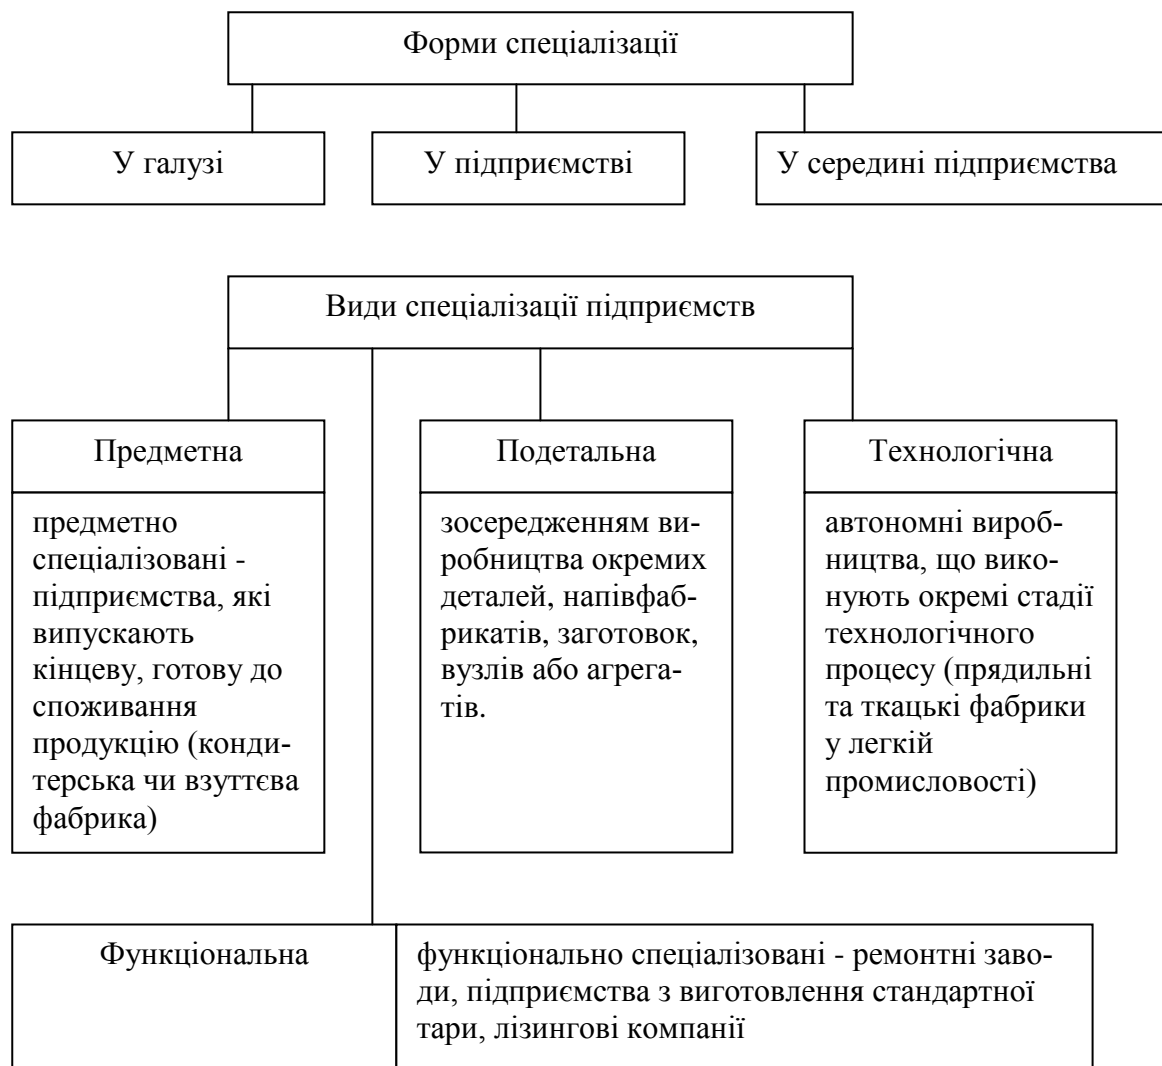 Форми спеціалізації
У галузі
У підприємстві
У середині підприємства
Види спеціалізації підприємств
Предметна
предметно
спеціалізовані -
підприємства, які
випускають
кінцеву, готову до
споживання
продукцію (конди-
терська чи взуттєва
фабрика)
Подетальна
зосередженням ви-
робництва окремих
деталей, напівфаб-
рикатів, заготовок,
вузлів або агрега-
тів.
Технологічна
автономні вироб-
ництва, що вико-
нують окремі стадії
технологічного
процесу (прядильні
та ткацькі фабрики
у легкій
промисловості)
Функціональна
функціонально спеціалізовані - ремонтні заво-
ди, підприємства з виготовлення стандартної
тари, лізингові компанії